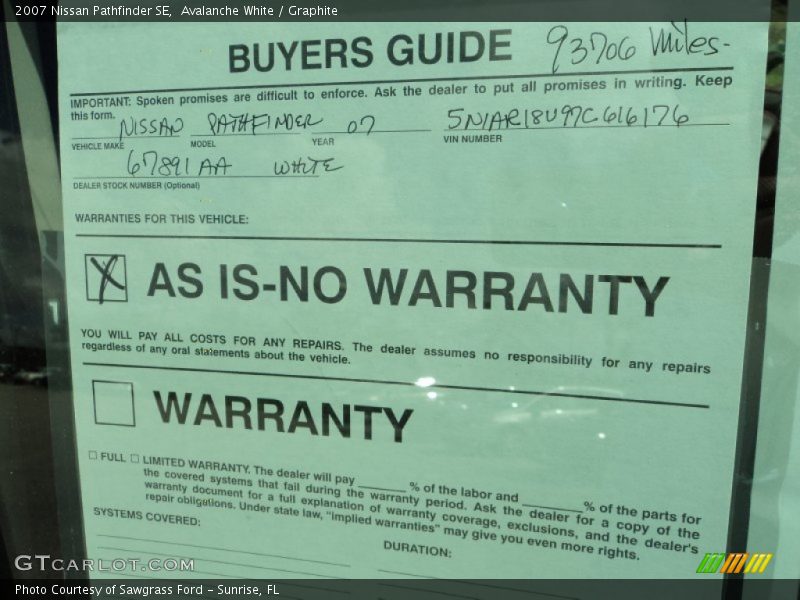 2007 Nissan Pathfinder SE,  Avalanche White / Graphite
BUYERS GUIDE 93706 Miles-
IMPORTANT: Spoken promises are difficult to enforce. Ask the dealer to put all promises in writing. Keep
this form.
NISSAN PATHFINDER 07 5N1AR18U97C616176
VEHICLE MAKE MODEL YEAR VIN NUMBER
67891AA WHITE
DEALER STOCK NUMBER (Optional)
WARRANTIES FOR THIS VEHICLE:
X AS IS-NO WARRANTY
YOU WILL PAY ALL COSTS FOR ANY REPAIRS. The dealer assumes no responsibility for any repairs
regardless of any oral statements about the vehicle.
WARRANTY
☐ FULL ☐ LIMITED WARRANTY. The dealer will pay ______ % of the labor and ______ % of the parts for
the covered systems that fail during the warranty period. Ask the dealer for a copy of the
warranty document for a full explanation of warranty coverage, exclusions, and the dealer's
repair obligations. Under state law, "implied warranties" may give you even more rights.
SYSTEMS COVERED: DURATION:
GTCARLOT.COM
Photo Courtesy of Sawgrass Ford - Sunrise, FL